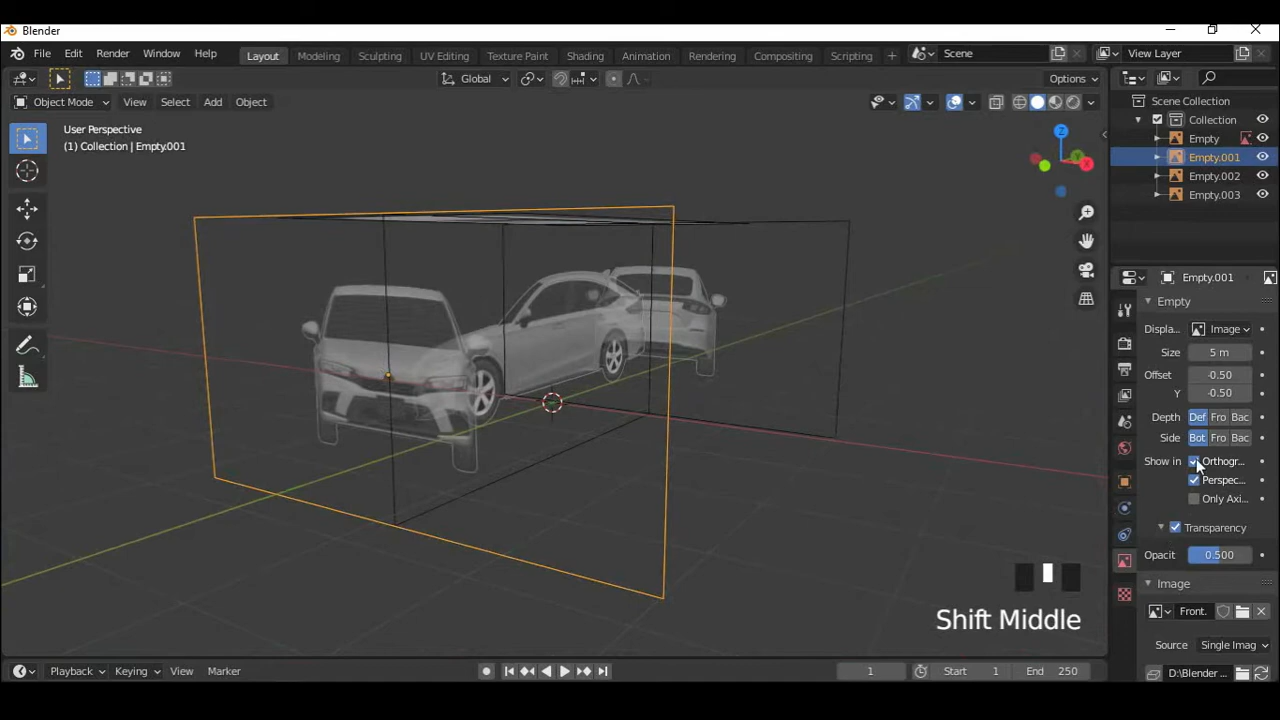 Blender
File Edit Render Window Help
Layout Modeling Sculpting UV Editing Texture Paint Shading Animation Rendering Compositing Scripting +
Scene
View Layer
Global
Options
Object Mode View Select Add Object
User Perspective
(1) Collection | Empty.001
Z
Y
X
Scene Collection
Collection
Empty
Empty.001
Empty.002
Empty.003
Empty.001
Empty
Displa... Image
Size 5 m
Offset -0.50
Y -0.50
Depth Def Fro Bac
Side Bot Fro Bac
Show in Orthogr...
Perspec...
Only Axi...
Transparency
Opacit 0.500
Image
Front.
Source Single Imag
D:\Blender ...
Shift Middle
Playback Keying View Marker
1 Start 1 End 250